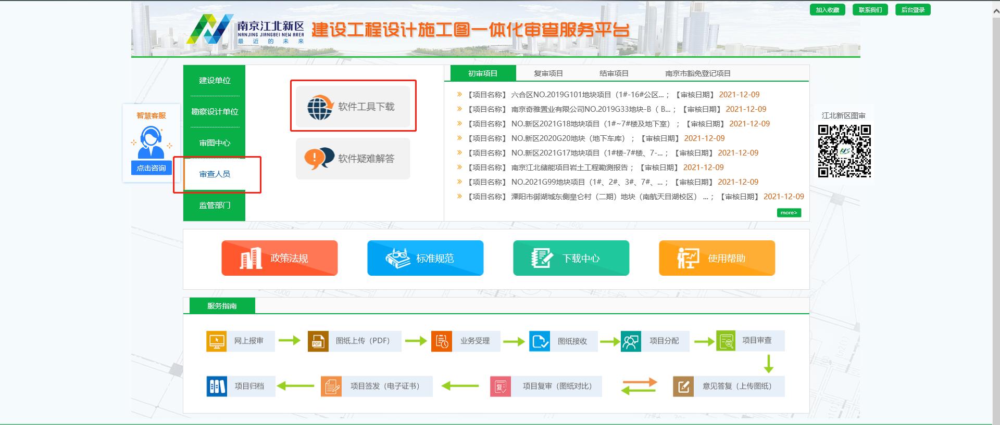 加入收藏 联系我们 后台登录
南京江北新区
NANJING JIANGBEI NEW AREA
最近的未来
建设工程设计施工图一体化审查服务平台
建设单位
勘察设计单位
审图中心
审查人员
监管部门
智慧客服
点击咨询
软件工具下载
软件疑难解答
初审项目 复审项目 结审项目 南京市豁免登记项目
【项目名称】 六合区NO.2019G101地块项目（1#-16#公区... ； 【审核日期】 2021-12-09
【项目名称】 南京奇雅置业有限公司NO.2019G33地块-B（ B... ； 【审核日期】 2021-12-09
【项目名称】 NO.新区2021G18地块项目（1#~7#楼及地下室） ； 【审核日期】 2021-12-09
【项目名称】 NO.新区2020G20地块（地下车库） ； 【审核日期】 2021-12-09
【项目名称】 NO.新区2021G17地块项目（1#楼-7#楼、7-... ； 【审核日期】 2021-12-09
【项目名称】 南京江北储能项目岩土工程勘测报告 ； 【审核日期】 2021-12-09
【项目名称】 NO.2021G99地块项目（1#、2#、3#、7#、... ； 【审核日期】 2021-12-09
【项目名称】 溧阳市御湖城东侧皇仑村（二期）地块（南航天目湖校区） ... ； 【审核日期】 2021-12-09
more>
江北新区图审
政策法规 标准规范 下载中心 使用帮助
服务指南
网上报审 图纸上传（PDF） 业务受理 图纸接收 项目分配 项目审查
项目归档 项目签发（电子证书） 项目复审（图纸对比） 意见答复（上传图纸）